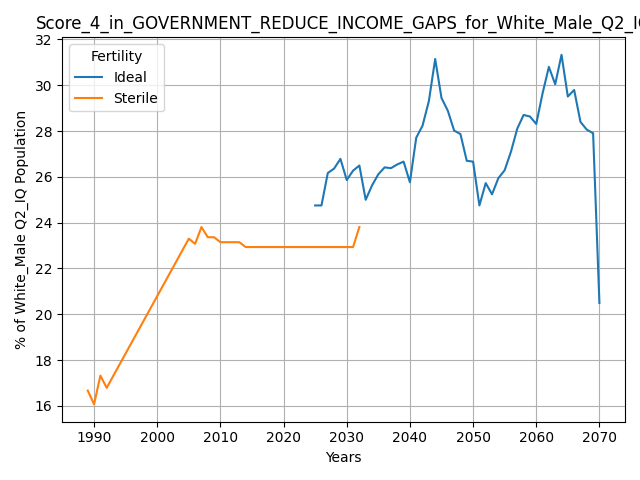 Score_4_in_GOVERNMENT_REDUCE_INCOME_GAPS_for_White_Male_Q2_IQ
Fertility
Ideal
Sterile
% of White_Male Q2_IQ Population
32
30
28
26
24
22
20
18
16
1990 2000 2010 2020 2030 2040 2050 2060 2070
Years